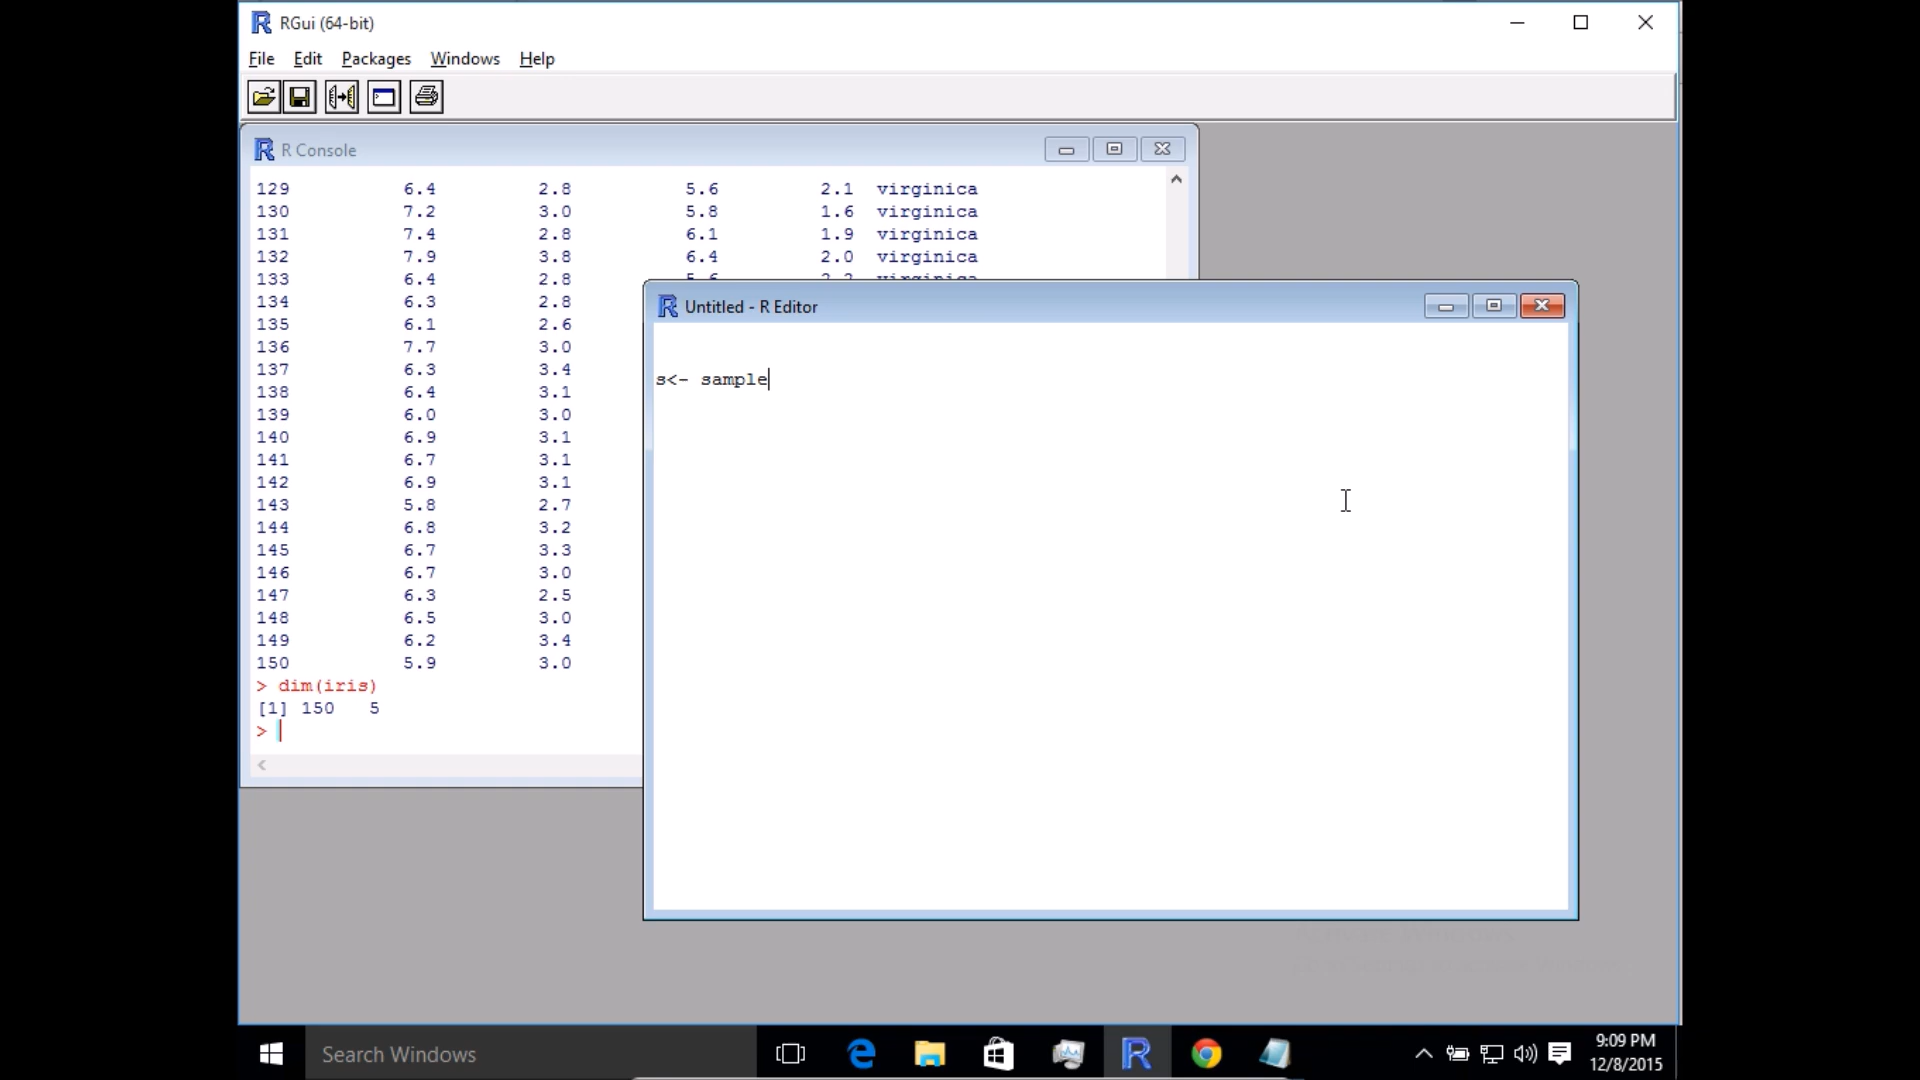 RGui (64-bit)
File Edit Packages Windows Help
R Console
129 6.4 2.8 5.6 2.1 virginica
130 7.2 3.0 5.8 1.6 virginica
131 7.4 2.8 6.1 1.9 virginica
132 7.9 3.8 6.4 2.0 virginica
133 6.4 2.8 5.6 2.2 virginica
134 6.3 2.8
135 6.1 2.6
136 7.7 3.0
137 6.3 3.4
138 6.4 3.1
139 6.0 3.0
140 6.9 3.1
141 6.7 3.1
142 6.9 3.1
143 5.8 2.7
144 6.8 3.2
145 6.7 3.3
146 6.7 3.0
147 6.3 2.5
148 6.5 3.0
149 6.2 3.4
150 5.9 3.0
> dim(iris)
[1] 150 5
>
Untitled - R Editor
s<- sample
Search Windows
9:09 PM
12/8/2015